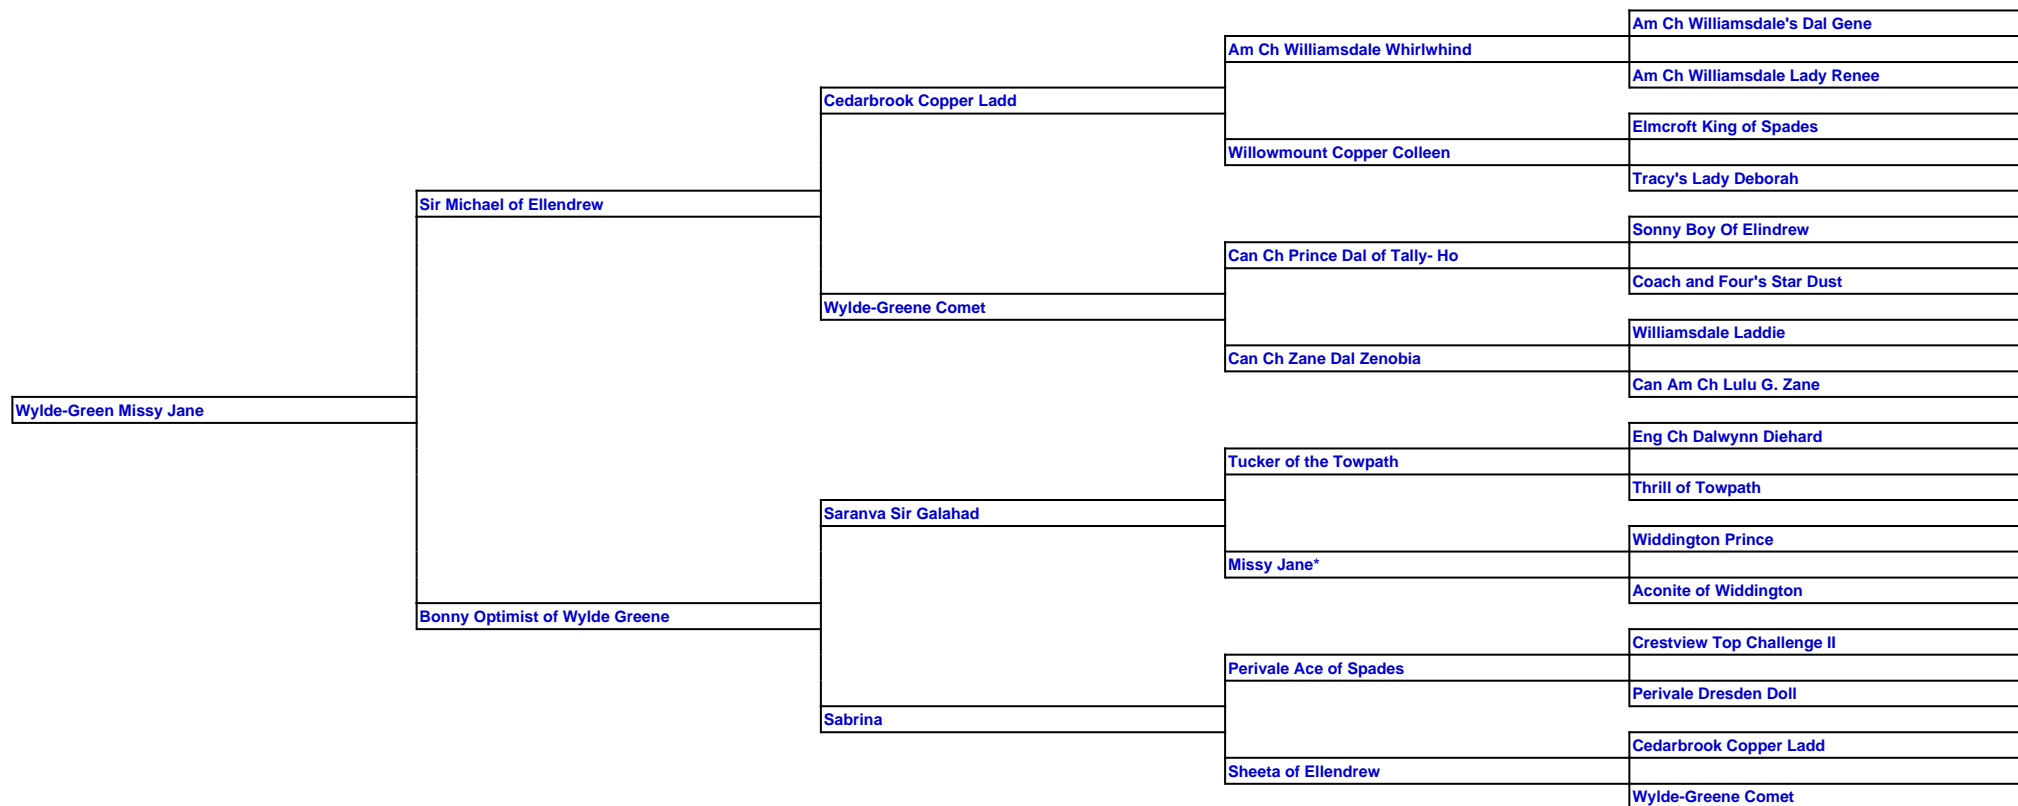 Am Ch Williamsdale's Dal Gene
Am Ch Williamsdale Whirlwhind
Am Ch Williamsdale Lady Renee
Cedarbrook Copper Ladd
Elmcroft King of Spades
Willowmount Copper Colleen
Tracy's Lady Deborah
Sir Michael of Ellendrew
Sonny Boy Of Elindrew
Can Ch Prince Dal of Tally- Ho
Coach and Four's Star Dust
Wylde-Greene Comet
Williamsdale Laddie
Can Ch Zane Dal Zenobia
Can Am Ch Lulu G. Zane
Wylde-Green Missy Jane
Eng Ch Dalwynn Diehard
Tucker of the Towpath
Thrill of Towpath
Saranva Sir Galahad
Widdington Prince
Missy Jane*
Aconite of Widdington
Bonny Optimist of Wylde Greene
Crestview Top Challenge II
Perivale Ace of Spades
Perivale Dresden Doll
Sabrina
Cedarbrook Copper Ladd
Sheeta of Ellendrew
Wylde-Greene Comet